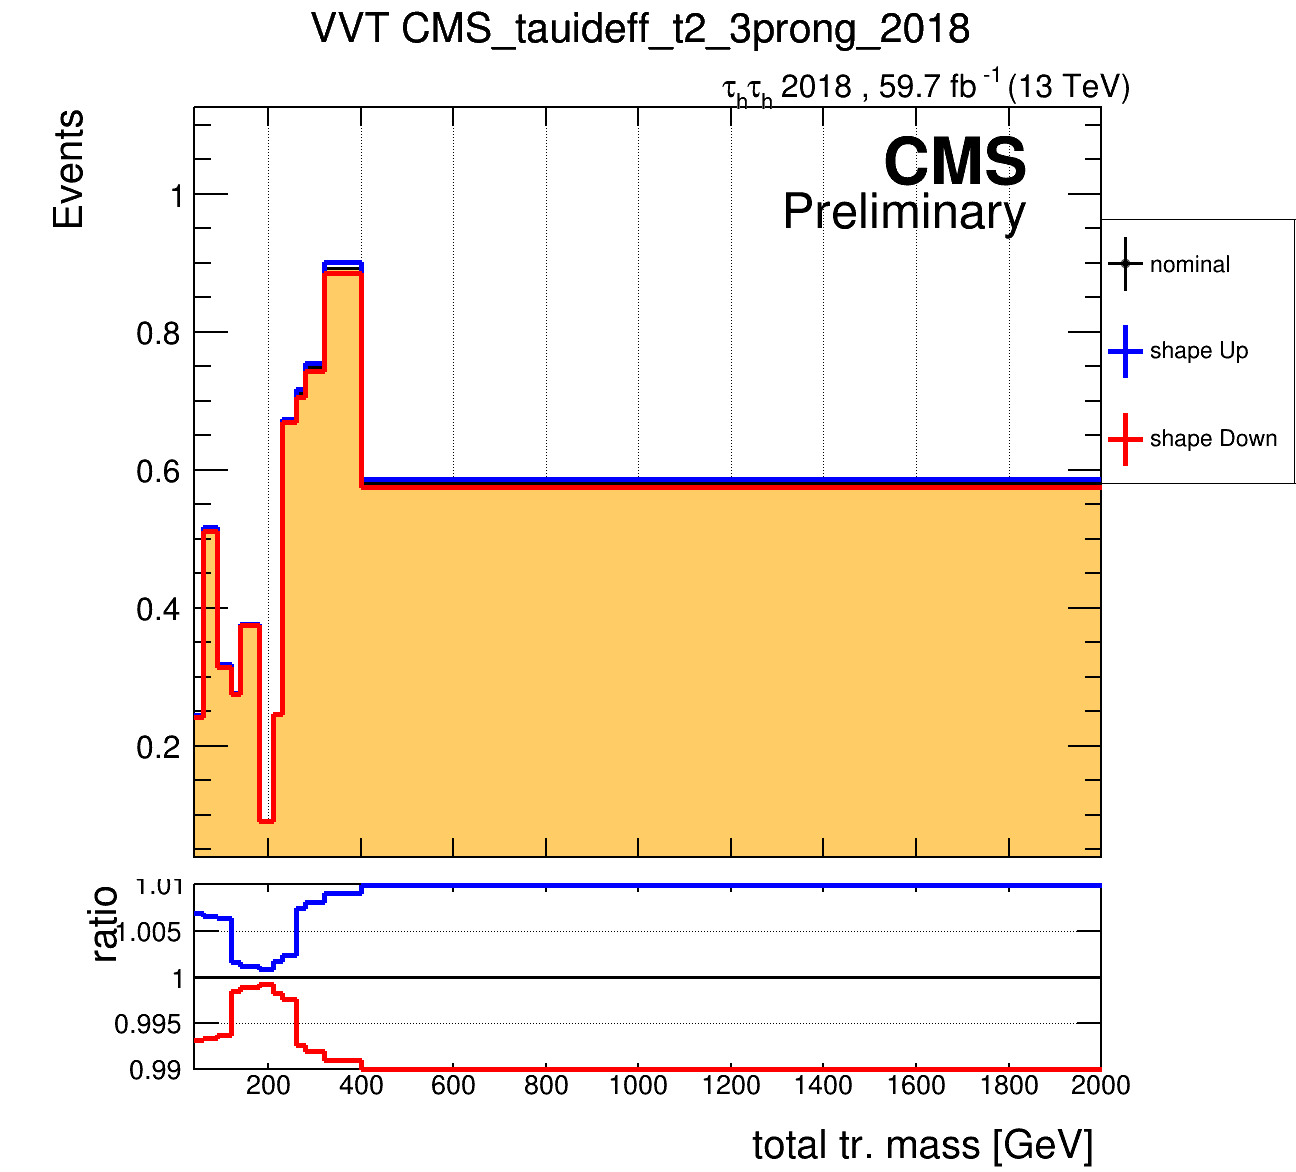 VVT CMS_tauideff_t2_3prong_2018
τhτh 2018 , 59.7 fb -1 (13 TeV)
Events
CMS
Preliminary
1
0.8
0.6
0.4
0.2
nominal
shape Up
shape Down
ratio
1.01
1.005
1
0.995
0.99
200 400 600 800 1000 1200 1400 1600 1800 2000
total tr. mass [GeV]